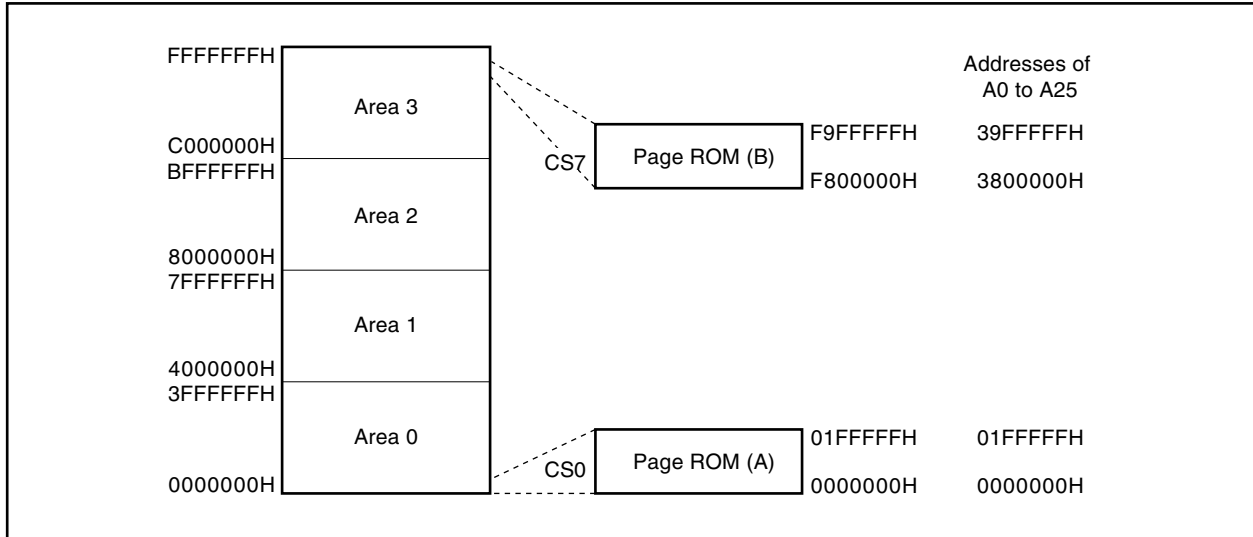 FFFFFFFH
Area 3
C000000H
BFFFFFFH
Area 2
8000000H
7FFFFFFH
Area 1
4000000H
3FFFFFFH
Area 0
0000000H
CS7
Page ROM (B)
F9FFFFFH
F800000H
Addresses of
A0 to A25
39FFFFFH
3800000H
CS0
Page ROM (A)
01FFFFFH
01FFFFFH
0000000H
0000000H